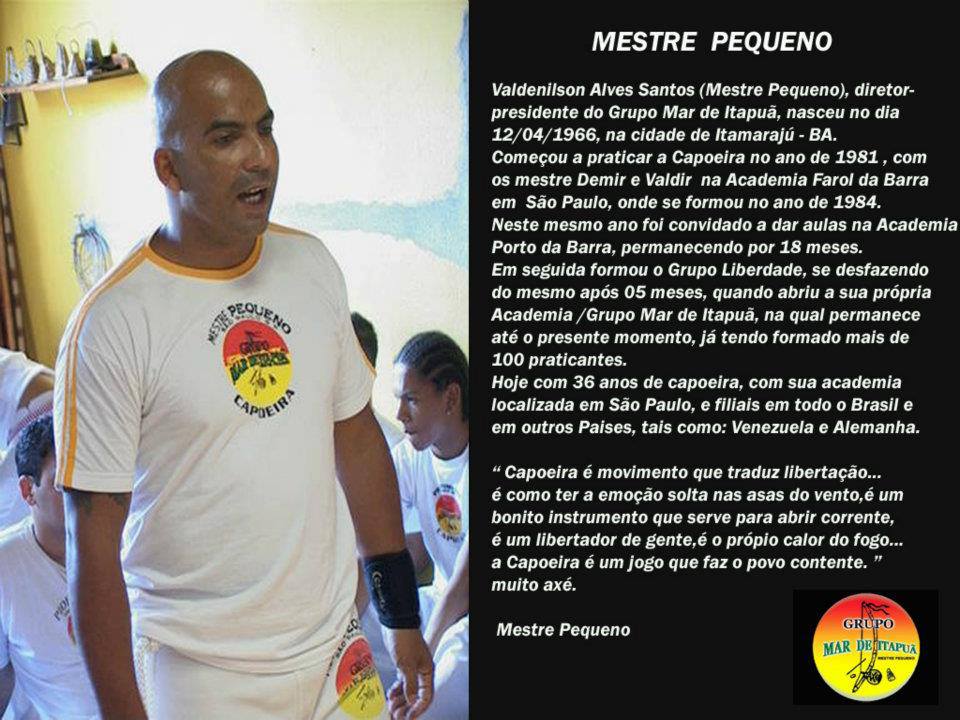 MESTRE PEQUENO
Valdenilson Alves Santos (Mestre Pequeno), diretor-
presidente do Grupo Mar de Itapuã, nasceu no dia
12/04/1966, na cidade de Itamarajú - BA.
Começou a praticar a Capoeira no ano de 1981 , com
os mestre Demir e Valdir na Academia Farol da Barra
em São Paulo, onde se formou no ano de 1984.
Neste mesmo ano foi convidado a dar aulas na Academia
Porto da Barra, permanecendo por 18 meses.
Em seguida formou o Grupo Liberdade, se desfazendo
do mesmo após 05 meses, quando abriu a sua própria
Academia /Grupo Mar de Itapuã, na qual permanece
até o presente momento, já tendo formado mais de
100 praticantes.
Hoje com 36 anos de capoeira, com sua academia
localizada em São Paulo, e filiais em todo o Brasil e
em outros Paises, tais como: Venezuela e Alemanha.
“ Capoeira é movimento que traduz libertação...
é como ter a emoção solta nas asas do vento,é um
bonito instrumento que serve para abrir corrente,
é um libertador de gente,é o própio calor do fogo...
a Capoeira é um jogo que faz o povo contente. ”
muito axé.
Mestre Pequeno
GRUPO
MAR DE ITAPUÃ
MESTRE PEQUENO
MESTRE PEQUENO
GRUPO
MAR DE ITAPUÃ
CAPOEIRA
GRUPO